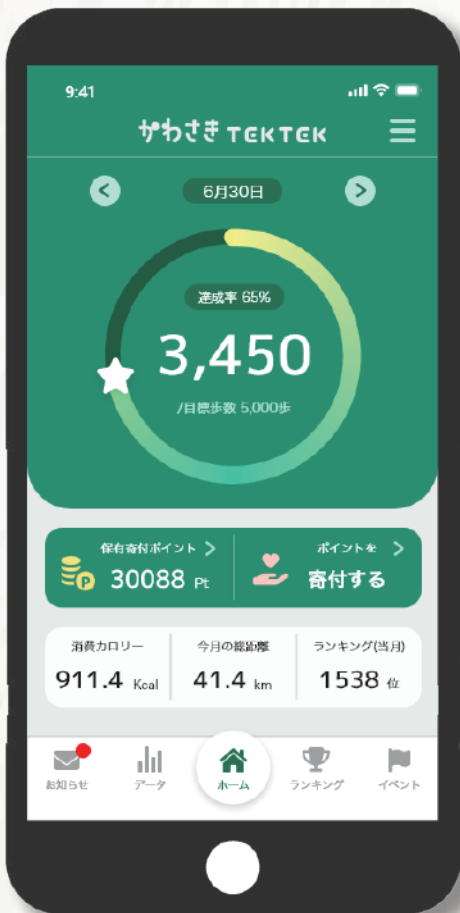 9:41
かわさき TEKTEK
6月30日
達成率 65%
3,450
/目標歩数 5,000歩
保有寄付ポイント
30088 Pt
ポイントを
寄付する
消費カロリー
911.4 Kcal
今月の総距離
41.4 km
ランキング(当月)
1538 位
お知らせ
データ
ホーム
ランキング
イベント